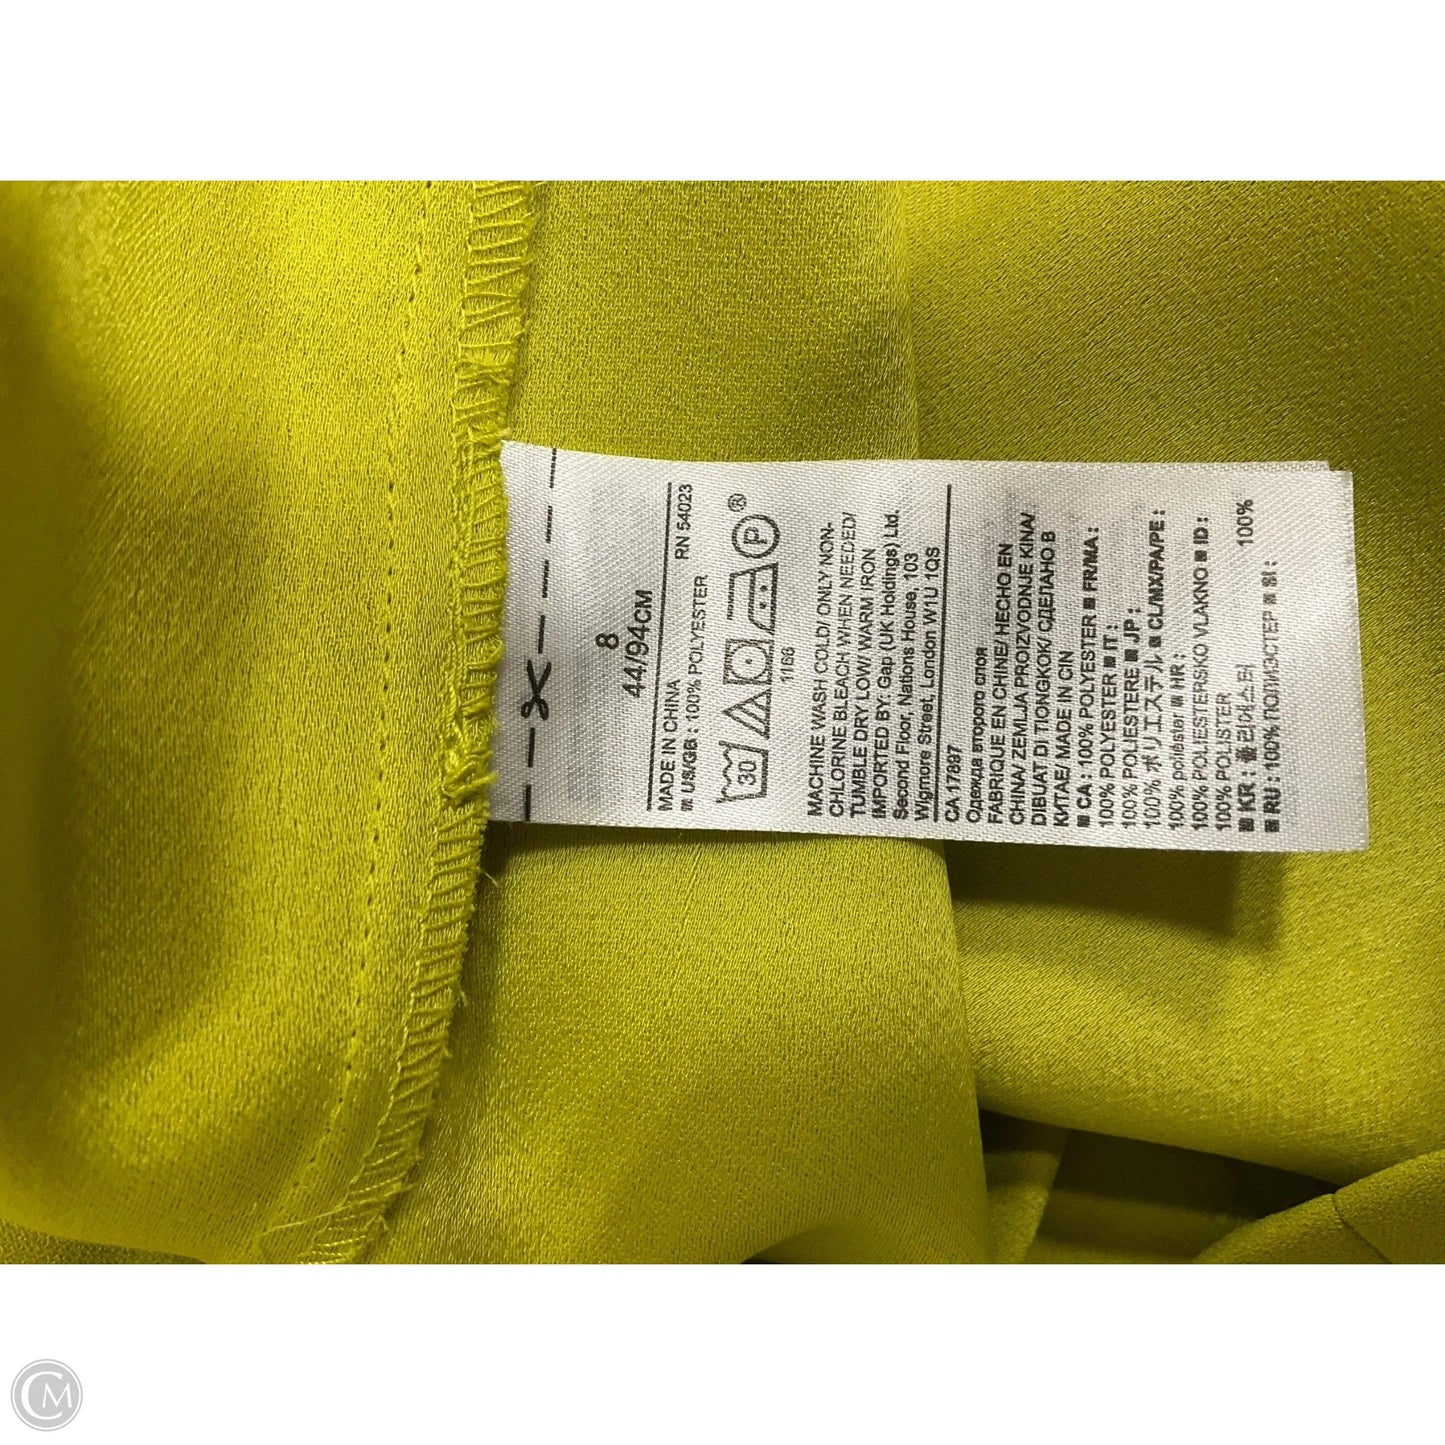 8
44/94CM
MADE IN CHINA RN 54023
■ US/GB : 100% POLYESTER
30 P ®
1166
MACHINE WASH COLD/ ONLY NON-
CHLORINE BLEACH WHEN NEEDED/
TUMBLE DRY LOW/ WARM IRON
IMPORTED BY: Gap (UK Holdings) Ltd.
Second Floor, Nations House, 103
Wigmore Street, London W1U 1QS
CA 17897
Одежда второго слоя
FABRIQUE EN CHINE/ HECHO EN
CHINA/ ZEMLJA PROIZVODNJE KINA/
DIBUAT DI TIONGKOK/ СДЕЛАНО В
КИТАЕ/ MADE IN CIN
■ CA : 100% POLYESTER ■ FR/MA :
100% POLYESTER ■ IT :
100% POLIESTERE ■ JP :
100% ポリエステル ■ CL/MX/PA/PE :
100% poliéster ■ HR :
100% POLIESTERSKO VLAKNO ■ ID :
100% POLISTER
■ KR : 폴리에스터 100%
■ RU : 100% ПОЛИЭСТЕР ■ SI :
CM